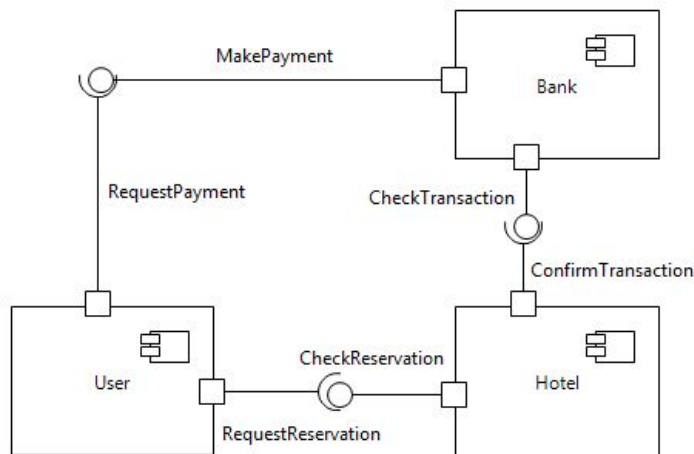 MakePayment
Bank
RequestPayment
CheckTransaction
ConfirmTransaction
CheckReservation
User
Hotel
RequestReservation